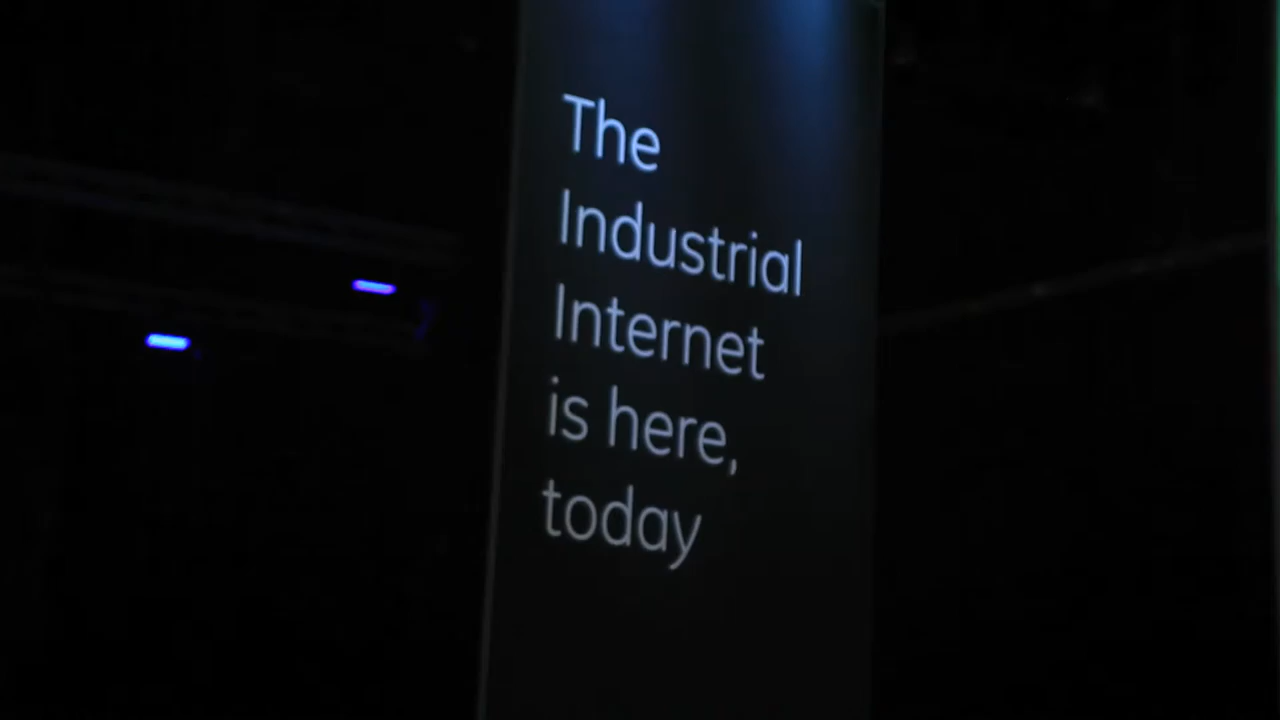 The
Industrial
Internet
is here,
today